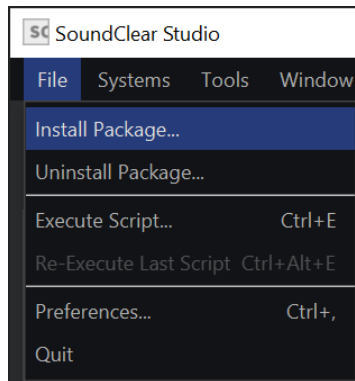 SC SoundClear Studio
File Systems Tools Window
Install Package...
Uninstall Package...
Execute Script... Ctrl+E
Re-Execute Last Script Ctrl+Alt+E
Preferences... Ctrl+,
Quit